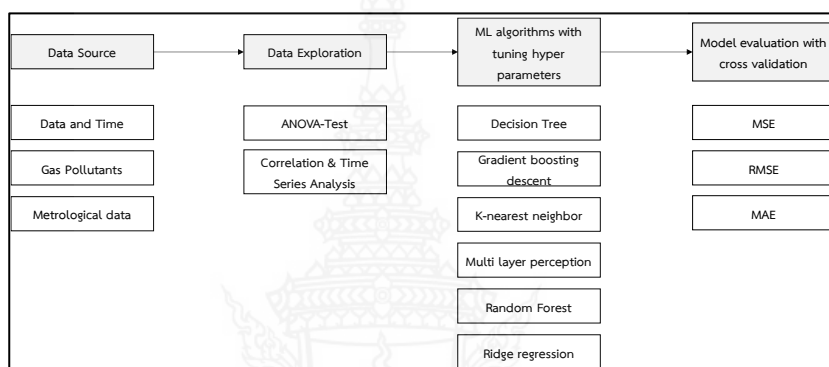 Data Source
Data Exploration
ML algorithms with
tuning hyper
parameters
Model evaluation with
cross validation
Data and Time
Gas Pollutants
Metrological data
ANOVA-Test
Correlation & Time
Series Analysis
Decision Tree
Gradient boosting
descent
K-nearest neighbor
Multi layer perception
Random Forest
Ridge regression
MSE
RMSE
MAE